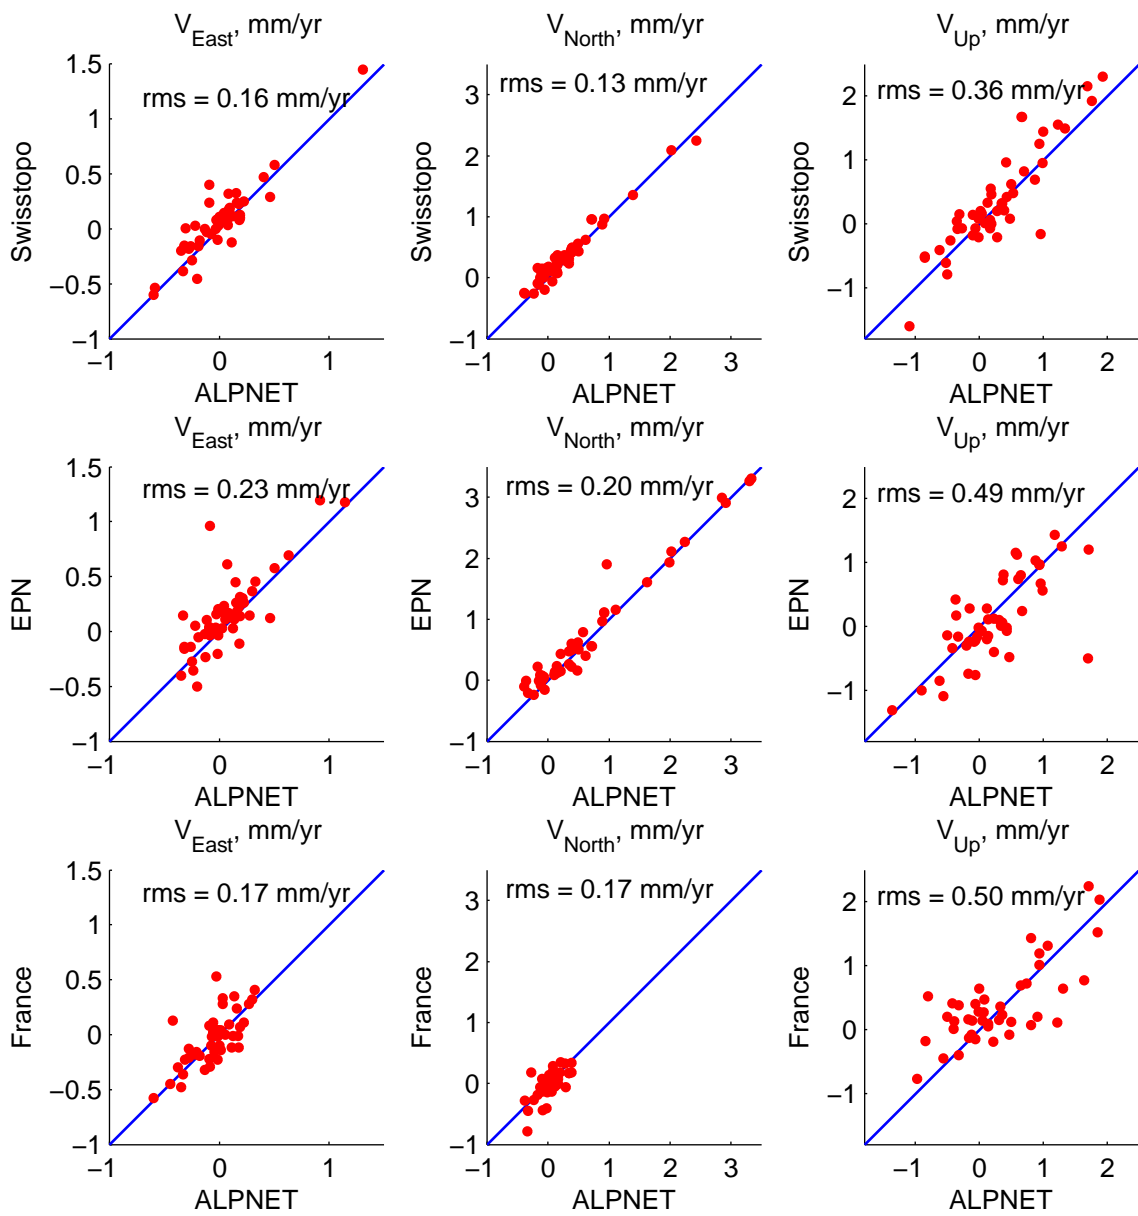 V_East, mm/yr
V_North, mm/yr
V_Up, mm/yr
1.5
1
0.5
0
−0.5
−1
−1
0
1
rms = 0.16 mm/yr
Swisstopo
ALPNET
3
2
1
0
−1
−1
0
1
2
3
rms = 0.13 mm/yr
Swisstopo
ALPNET
2
1
0
−1
−1
0
1
2
rms = 0.36 mm/yr
Swisstopo
ALPNET
V_East, mm/yr
V_North, mm/yr
V_Up, mm/yr
1.5
1
0.5
0
−0.5
−1
−1
0
1
rms = 0.23 mm/yr
EPN
ALPNET
3
2
1
0
−1
−1
0
1
2
3
rms = 0.20 mm/yr
EPN
ALPNET
2
1
0
−1
−1
0
1
2
rms = 0.49 mm/yr
EPN
ALPNET
V_East, mm/yr
V_North, mm/yr
V_Up, mm/yr
1.5
1
0.5
0
−0.5
−1
−1
0
1
rms = 0.17 mm/yr
France
ALPNET
3
2
1
0
−1
−1
0
1
2
3
rms = 0.17 mm/yr
France
ALPNET
2
1
0
−1
−1
0
1
2
rms = 0.50 mm/yr
France
ALPNET